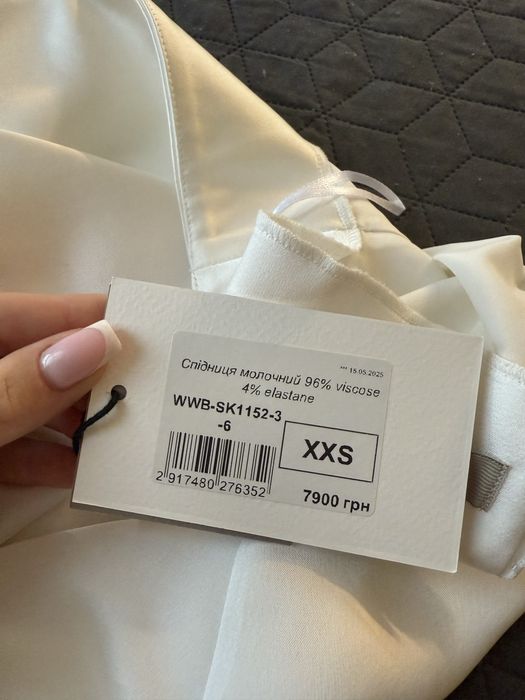 *** 15.05.2025
Спідниця молочний 96% viscose
4% elastane
WWB-SK1152-3
-6
XXS
2 917480 276352
7900 грн